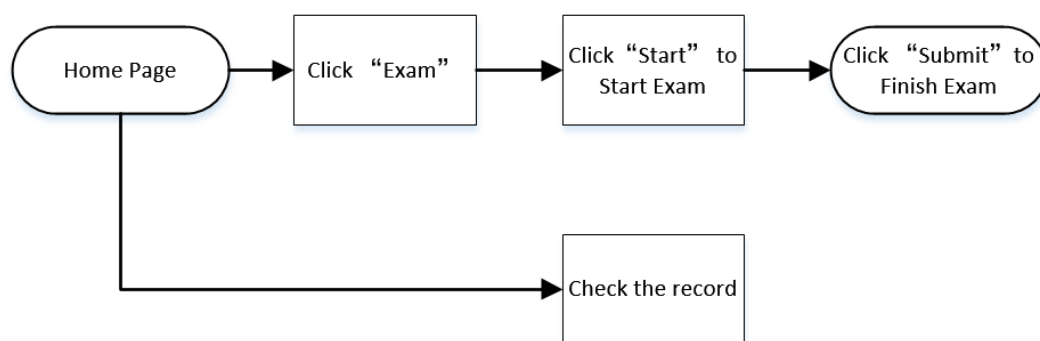 Home Page
Click “Exam”
Click “Start” to
Start Exam
Click “Submit” to
Finish Exam
Check the record